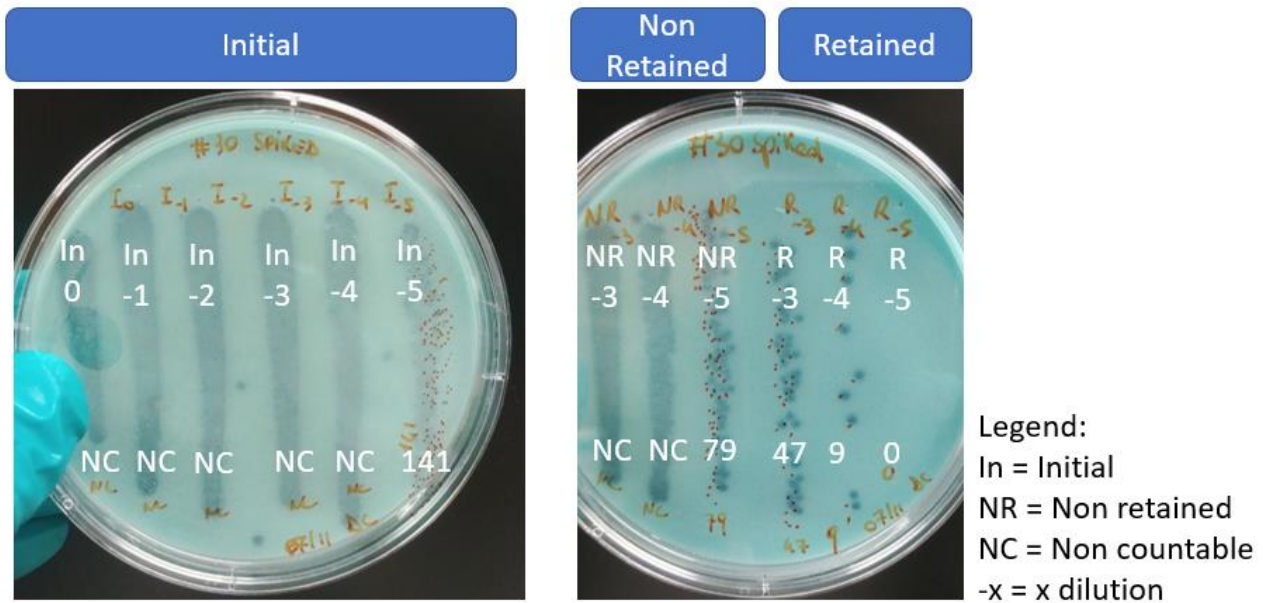 Initial
Non
Retained
Retained
#30 SPiKED
I0 I-1 I-2 I-3 I-4 I-5
In In In In In In
0 -1 -2 -3 -4 -5
NC NC NC NC NC 141
NC NC NC NC NC 141
07/11 DC
#30 Spiked
NR NR NR R R R
-3 -4 -5 -3 -4 -5
NR NR NR R R R
-3 -4 -5 -3 -4 -5
NC NC 79 47 9 0
NC NC 79 47 9 0
07/11 DC
Legend:
In = Initial
NR = Non retained
NC = Non countable
-x = x dilution